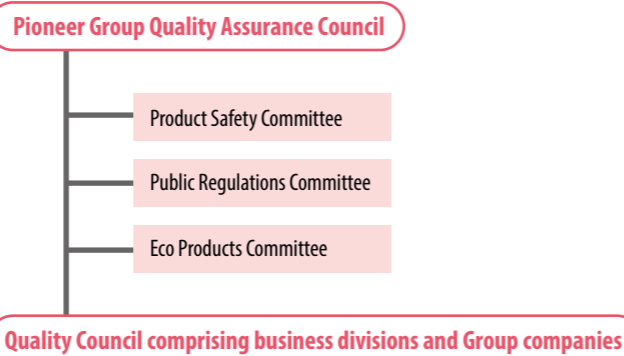 Pioneer Group Quality Assurance Council
Product Safety Committee
Public Regulations Committee
Eco Products Committee
Quality Council comprising business divisions and Group companies